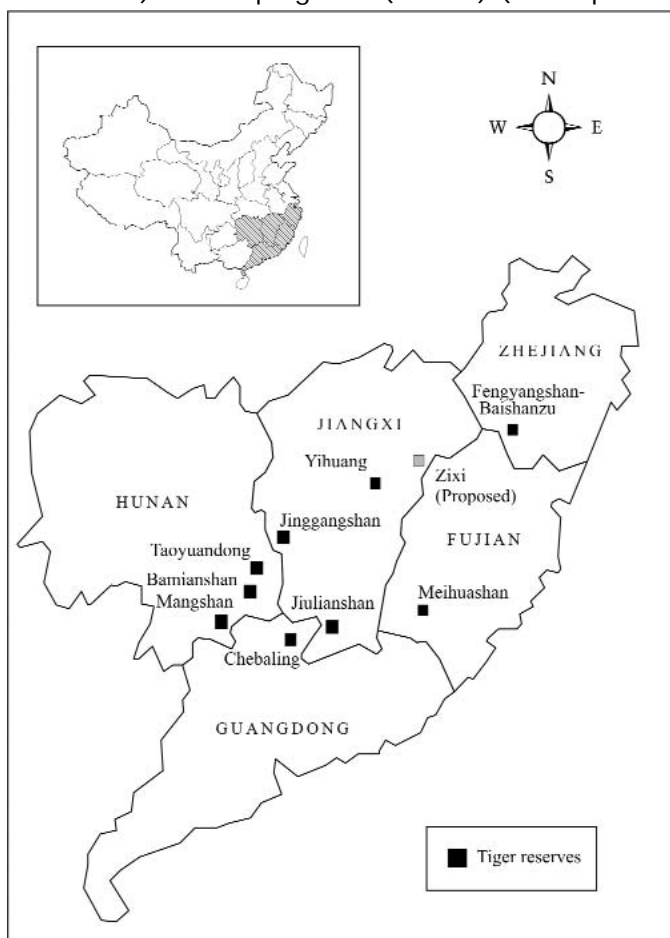 N
W E
S
ZHEJIANG
Fengyangshan-
Baishanzu
JIANGXI
Yihuang
Zixi
(Proposed)
HUNAN
Jinggangshan
FUJIAN
Taoyuandong
Bamianshan
Mangshan
Jiulianshan
Meihuashan
Chebaling
GUANGDONG
Tiger reserves